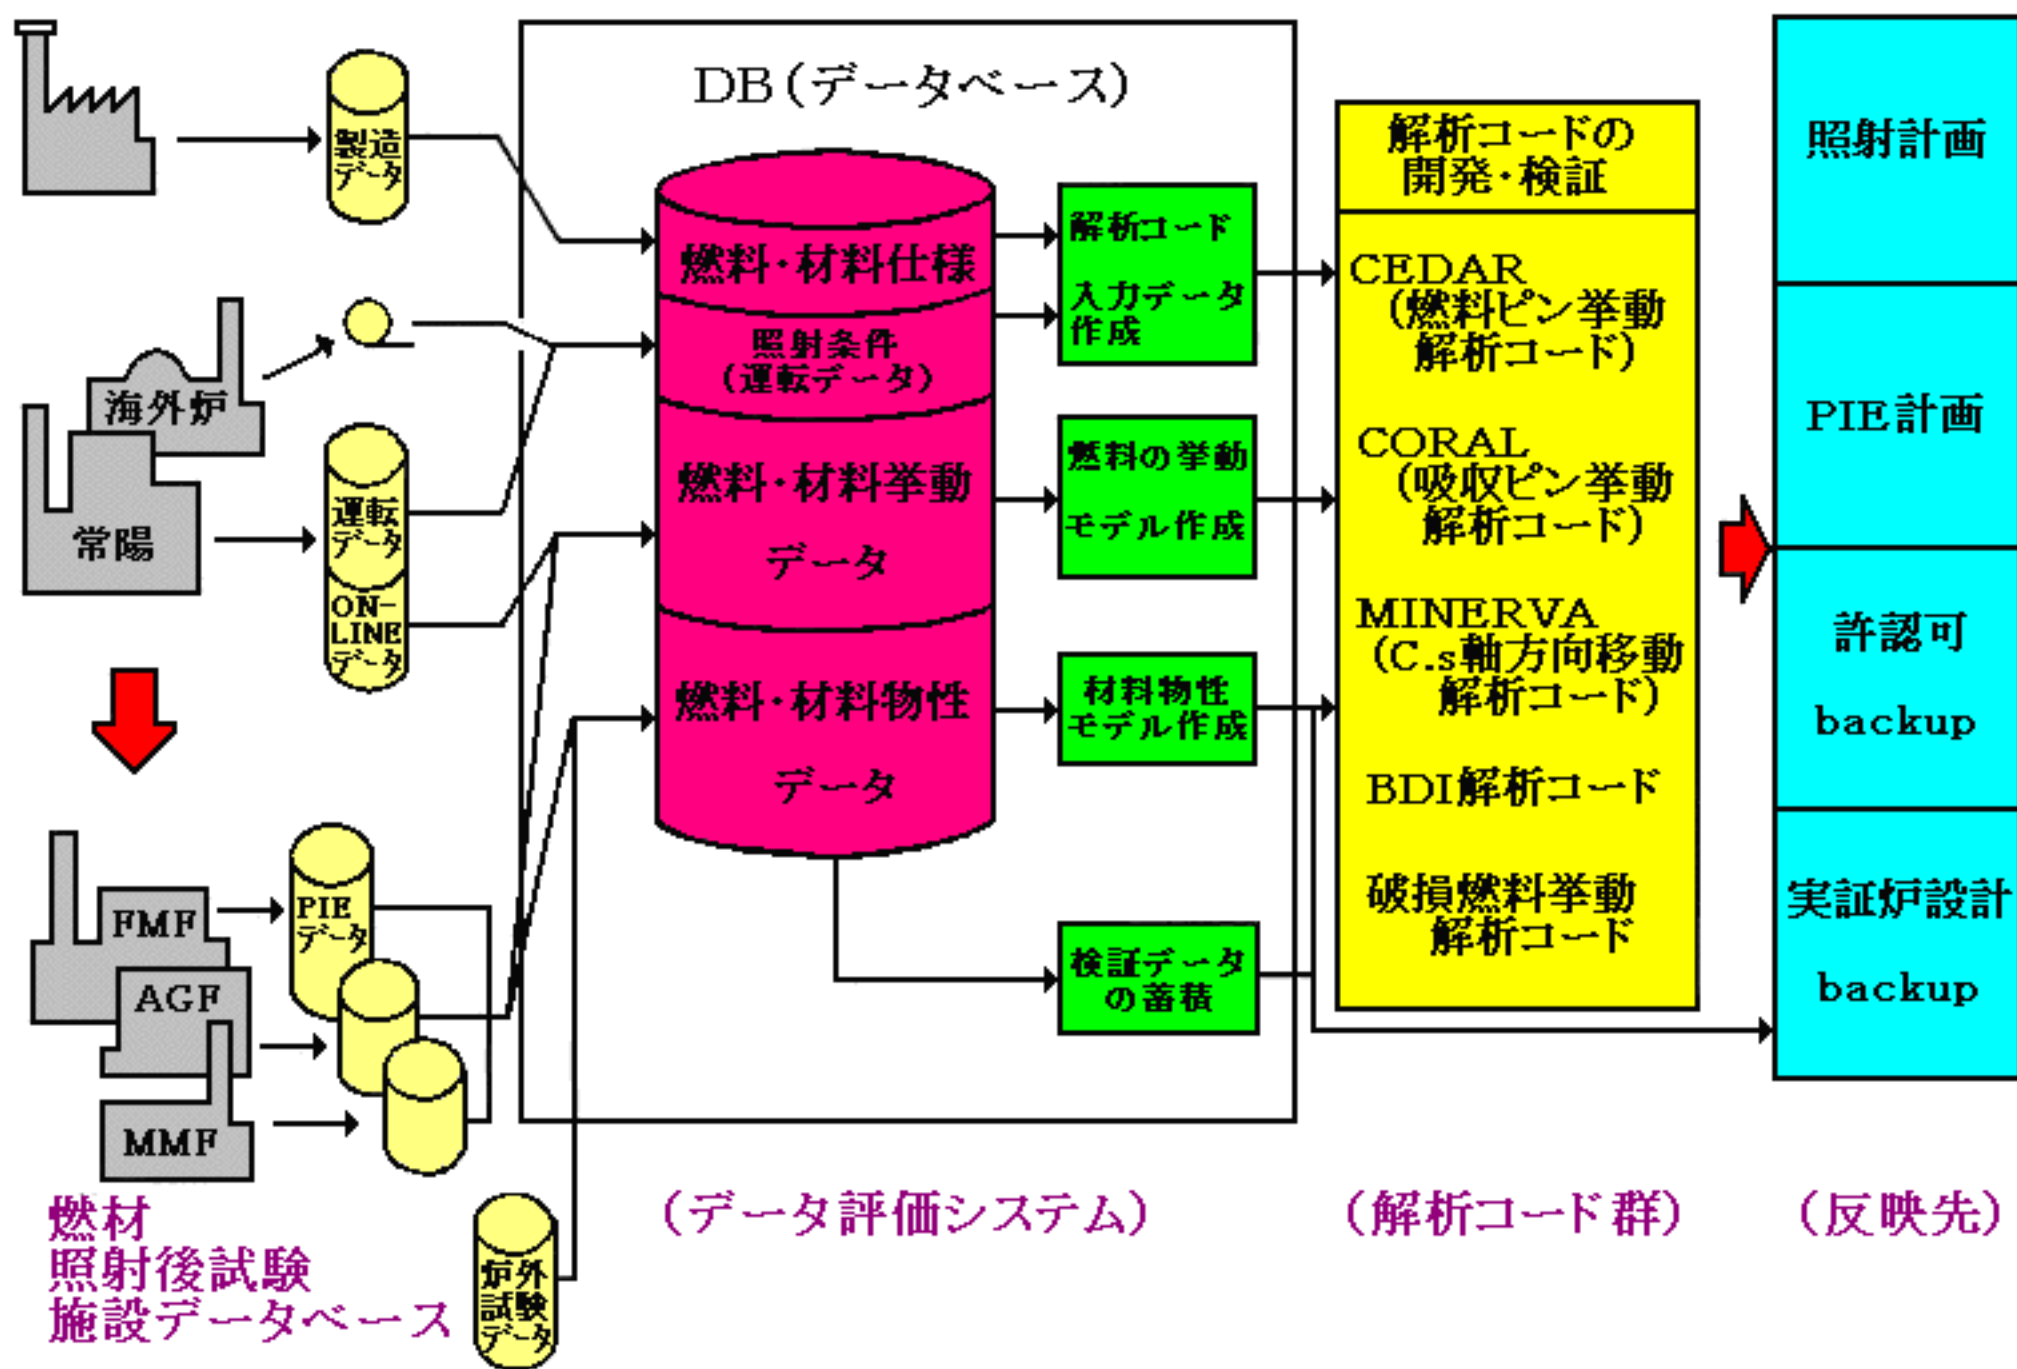 DB(データベース)
製造
データ
海外炉
常陽
運転
データ
ON-
LINE
データ
FMF
AGF
MMF
PIE
データ
燃材
照射後試験
施設データベース
炉外
試験
データ
燃料・材料仕様
照射条件
(運転データ)
燃料・材料挙動
データ
燃料・材料物性
データ
解析コード
入力データ
作成
燃料の挙動
モデル作成
材料物性
モデル作成
検証データ
の蓄積
(データ評価システム)
解析コードの
開発・検証
CEDAR
(燃料ピン挙動
解析コード)
CORAL
(吸収ピン挙動
解析コード)
MINERVA
(C.s軸方向移動
解析コード)
BDI解析コード
破損燃料挙動
解析コード
(解析コード群)
照射計画
PIE計画
許認可
backup
実証炉設計
backup
(反映先)